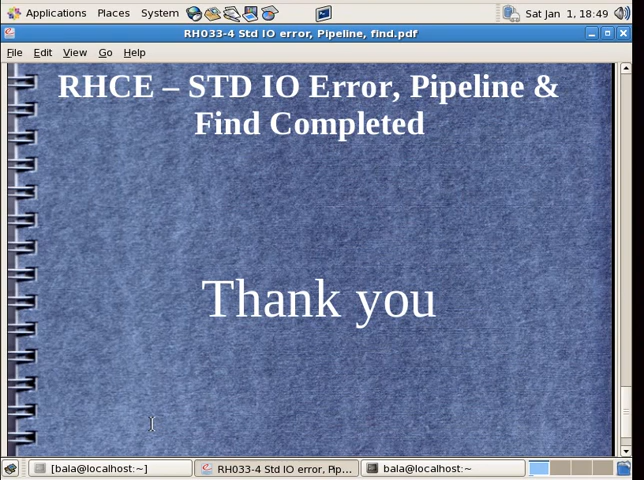 Applications Places System Sat Jan 1, 18:49
RH033-4 Std IO error, Pipeline, find.pdf
File Edit View Go Help
RHCE – STD IO Error, Pipeline &
Find Completed
Thank you
[bala@localhost:~] RH033-4 Std IO error, Pip... bala@localhost:~